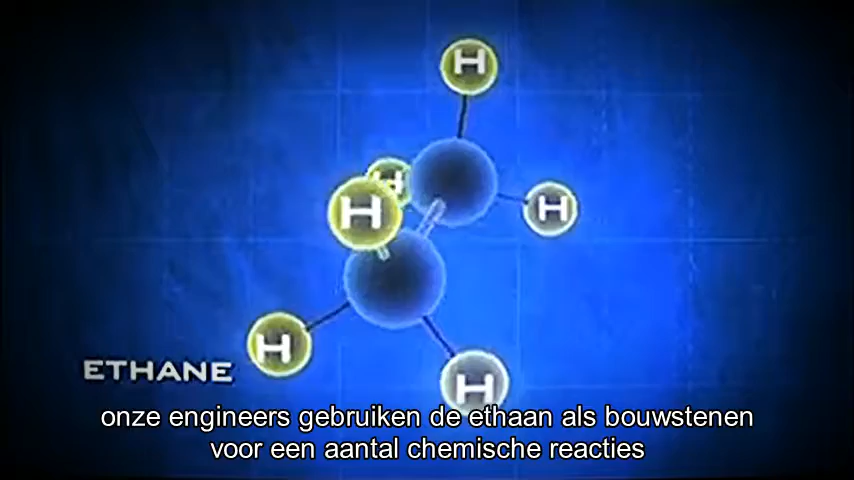 H
H
H
H
H
H
ETHANE
onze engineers gebruiken de ethaan als bouwstenen
voor een aantal chemische reacties